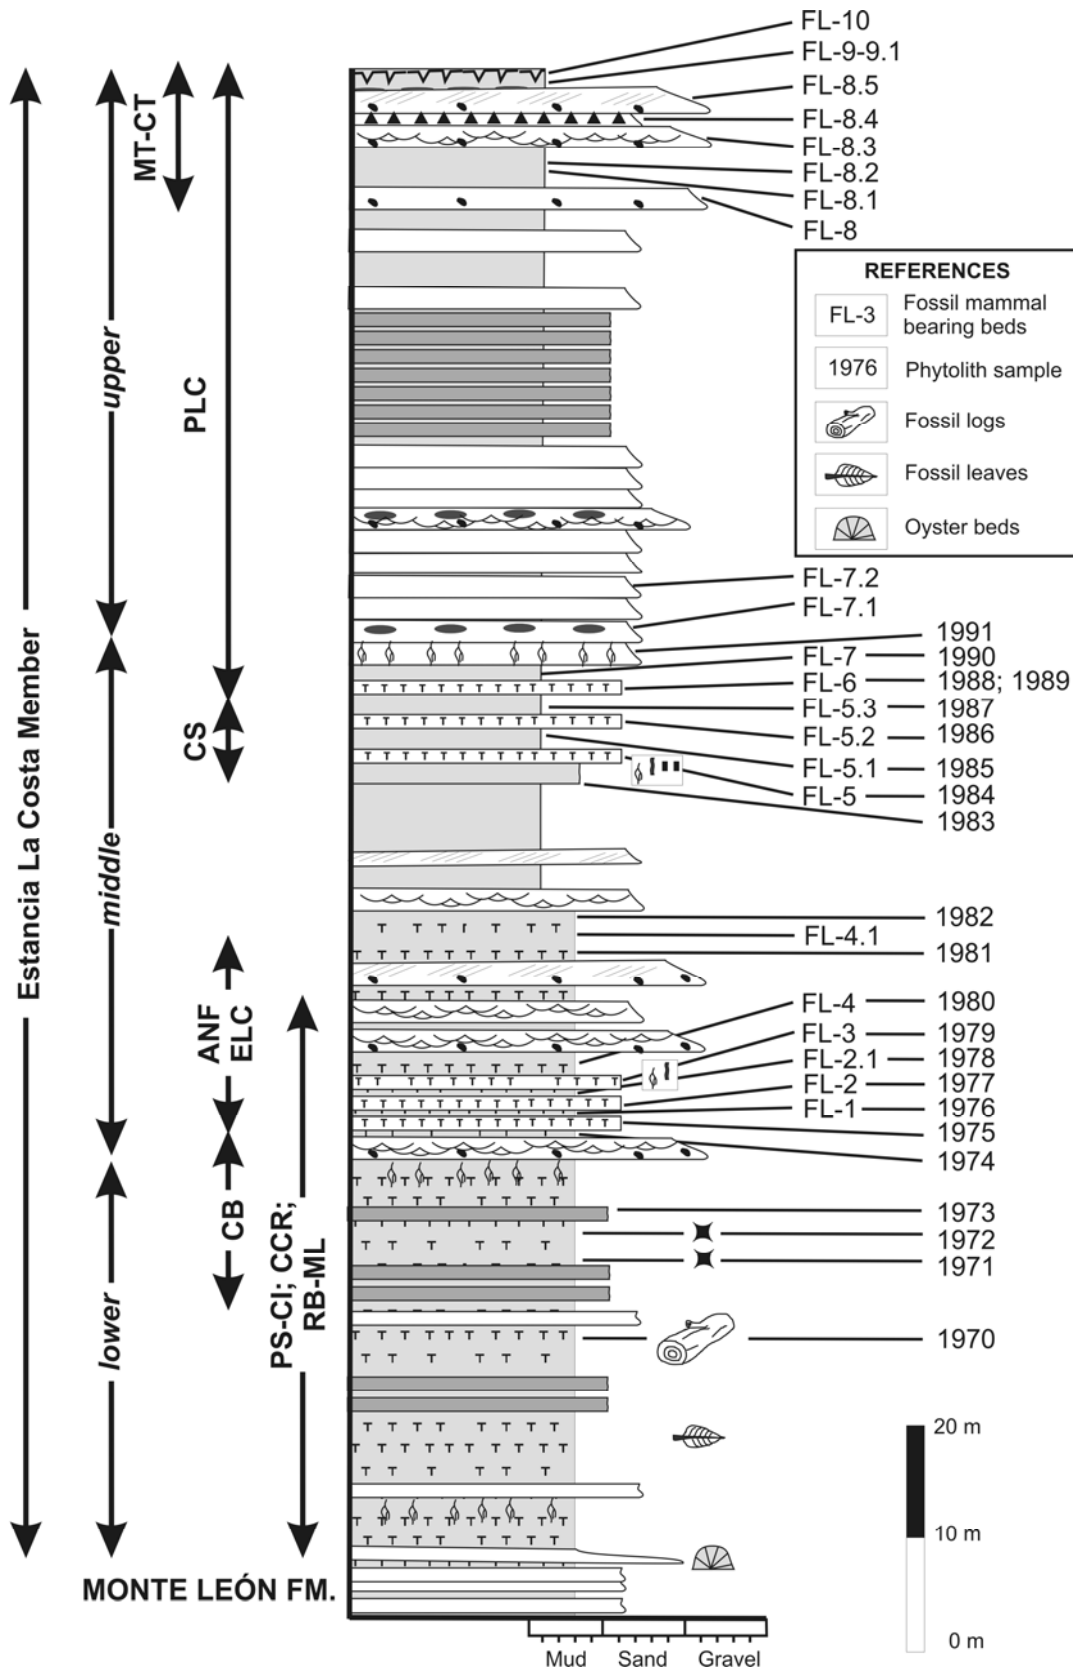 FL-10
FL-9-9.1
FL-8.5
FL-8.4
FL-8.3
FL-8.2
FL-8.1
FL-8
REFERENCES
FL-3 Fossil mammal
bearing beds
1976 Phytolith sample
Fossil logs
Fossil leaves
Oyster beds
FL-7.2
FL-7.1
1991
FL-7 1990
FL-6 1988; 1989
FL-5.3 1987
FL-5.2 1986
FL-5.1 1985
FL-5 1984
1983
1982
FL-4.1
1981
FL-4 1980
FL-3 1979
FL-2.1 1978
FL-2 1977
FL-1 1976
1975
1974
1973
1972
1971
1970
20 m
10 m
0 m
Estancia La Costa Member
upper
middle
lower
MT-CT
PLC
CS
ANF
ELC
CB
PS-CI; CCR;
RB-ML
MONTE LEÓN FM.
Mud Sand Gravel